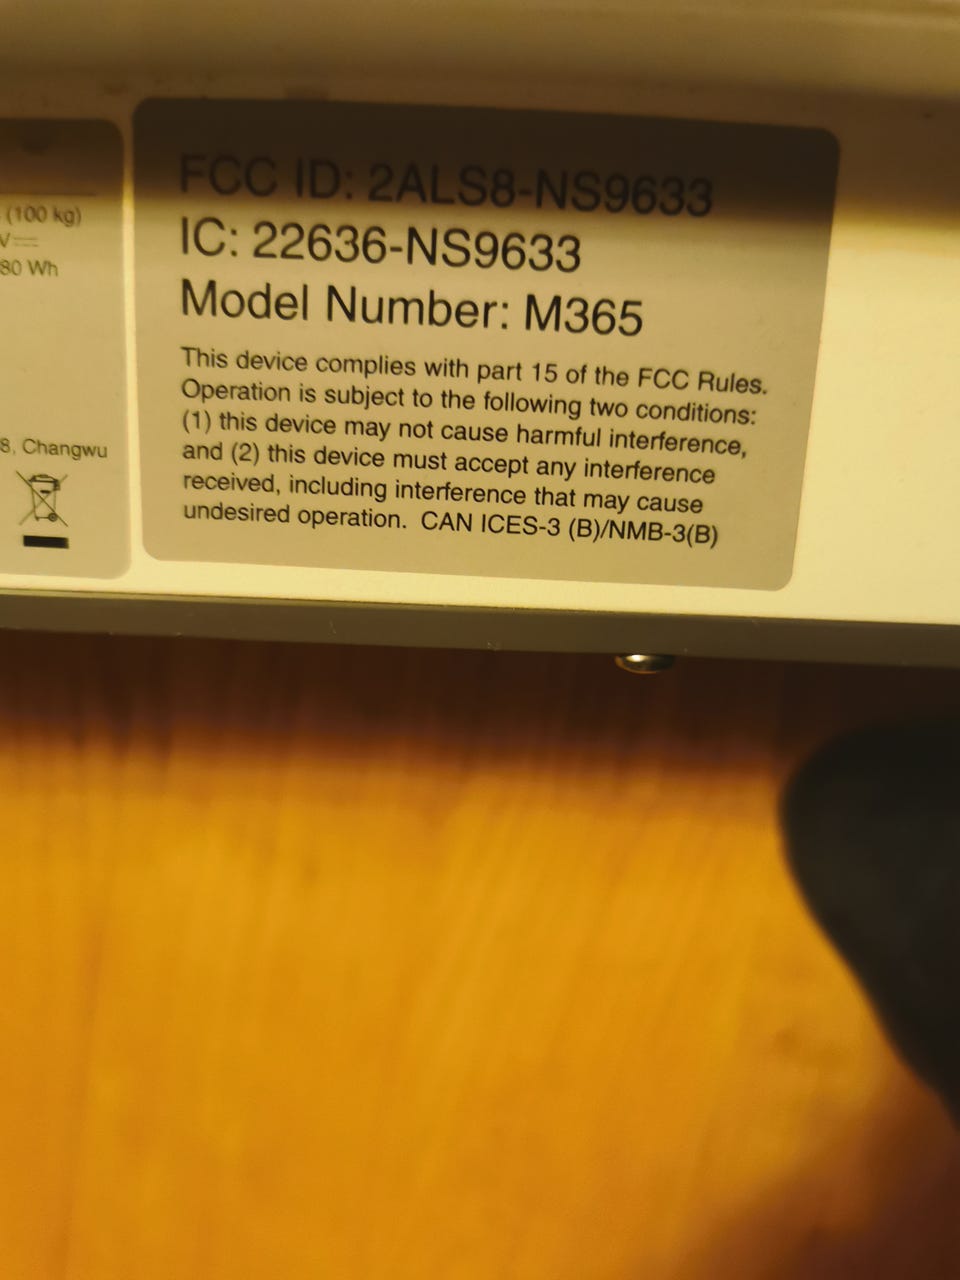 (100 kg)
V
80 Wh
8, Changwu
FCC ID: 2ALS8-NS9633
IC: 22636-NS9633
Model Number: M365
This device complies with part 15 of the FCC Rules.
Operation is subject to the following two conditions:
(1) this device may not cause harmful interference,
and (2) this device must accept any interference
received, including interference that may cause
undesired operation. CAN ICES-3 (B)/NMB-3(B)